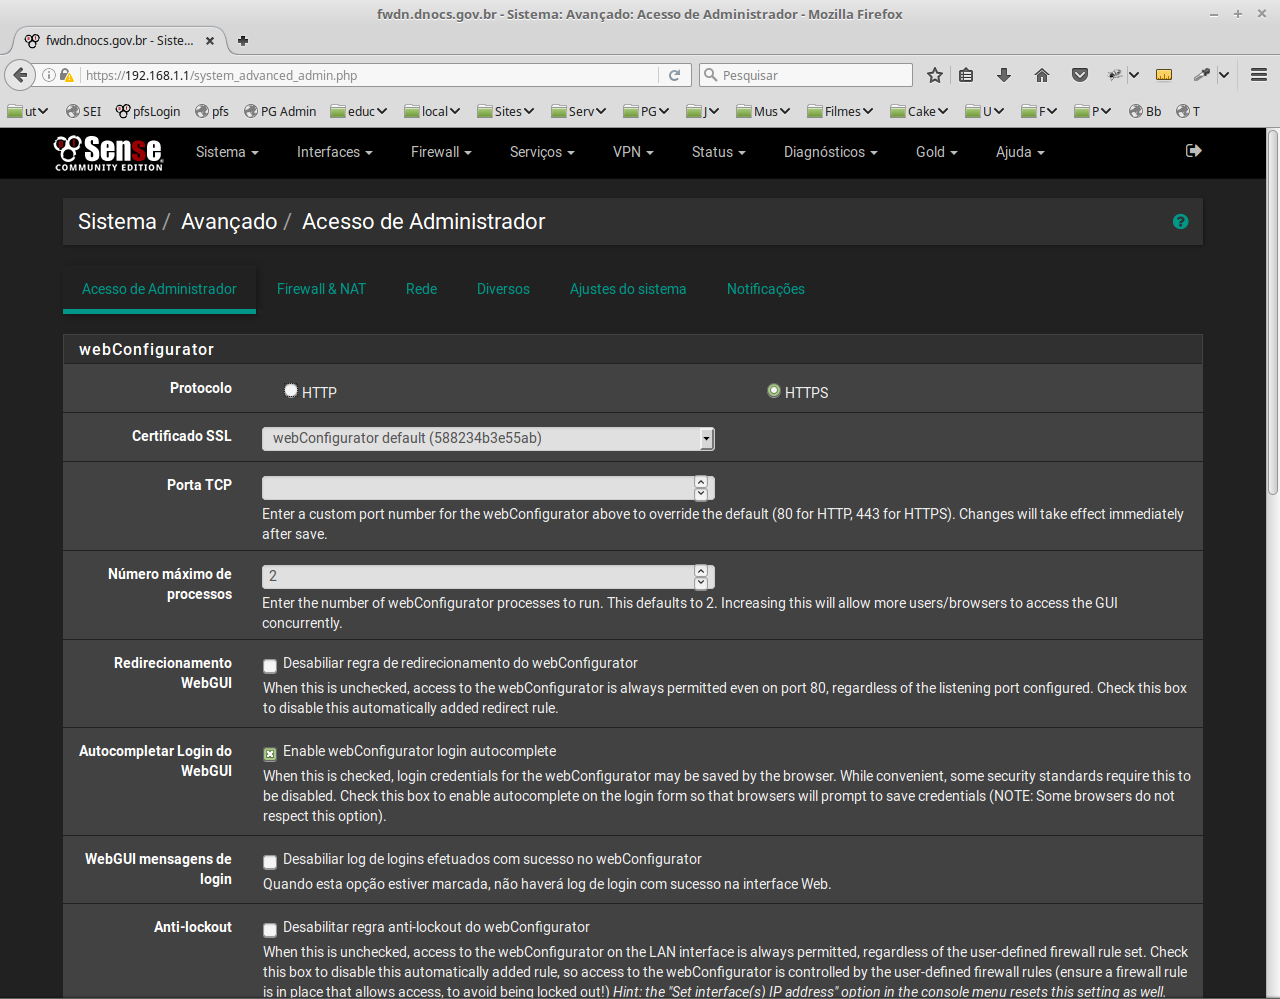 fwdn.dnocs.gov.br - Sistema: Avançado: Acesso de Administrador - Mozilla Firefox
fwdn.dnocs.gov.br - Siste...
https://192.168.1.1/system_advanced_admin.php
Pesquisar
ut SEI pfsLogin pfs PG Admin educ local Sites Serv PG J Mus Filmes Cake U F P Bb T
Sense
COMMUNITY EDITION
Sistema Interfaces Firewall Serviços VPN Status Diagnósticos Gold Ajuda
Sistema / Avançado / Acesso de Administrador
Acesso de Administrador Firewall & NAT Rede Diversos Ajustes do sistema Notificações
webConfigurator
Protocolo HTTP HTTPS
Certificado SSL webConfigurator default (588234b3e55ab)
Porta TCP
Enter a custom port number for the webConfigurator above to override the default (80 for HTTP, 443 for HTTPS). Changes will take effect immediately
after save.
Número máximo de
processos
2
Enter the number of webConfigurator processes to run. This defaults to 2. Increasing this will allow more users/browsers to access the GUI
concurrently.
Redirecionamento
WebGUI
Desabiliar regra de redirecionamento do webConfigurator
When this is unchecked, access to the webConfigurator is always permitted even on port 80, regardless of the listening port configured. Check this box
to disable this automatically added redirect rule.
Autocompletar Login do
WebGUI
Enable webConfigurator login autocomplete
When this is checked, login credentials for the webConfigurator may be saved by the browser. While convenient, some security standards require this to
be disabled. Check this box to enable autocomplete on the login form so that browsers will prompt to save credentials (NOTE: Some browsers do not
respect this option).
WebGUI mensagens de
login
Desabiliar log de logins efetuados com sucesso no webConfigurator
Quando esta opção estiver marcada, não haverá log de login com sucesso na interface Web.
Anti-lockout
Desabilitar regra anti-lockout do webConfigurator
When this is unchecked, access to the webConfigurator on the LAN interface is always permitted, regardless of the user-defined firewall rule set. Check
this box to disable this automatically added rule, so access to the webConfigurator is controlled by the user-defined firewall rules (ensure a firewall rule
is in place that allows access, to avoid being locked out!) Hint: the "Set interface(s) IP address" option in the console menu resets this setting as well.